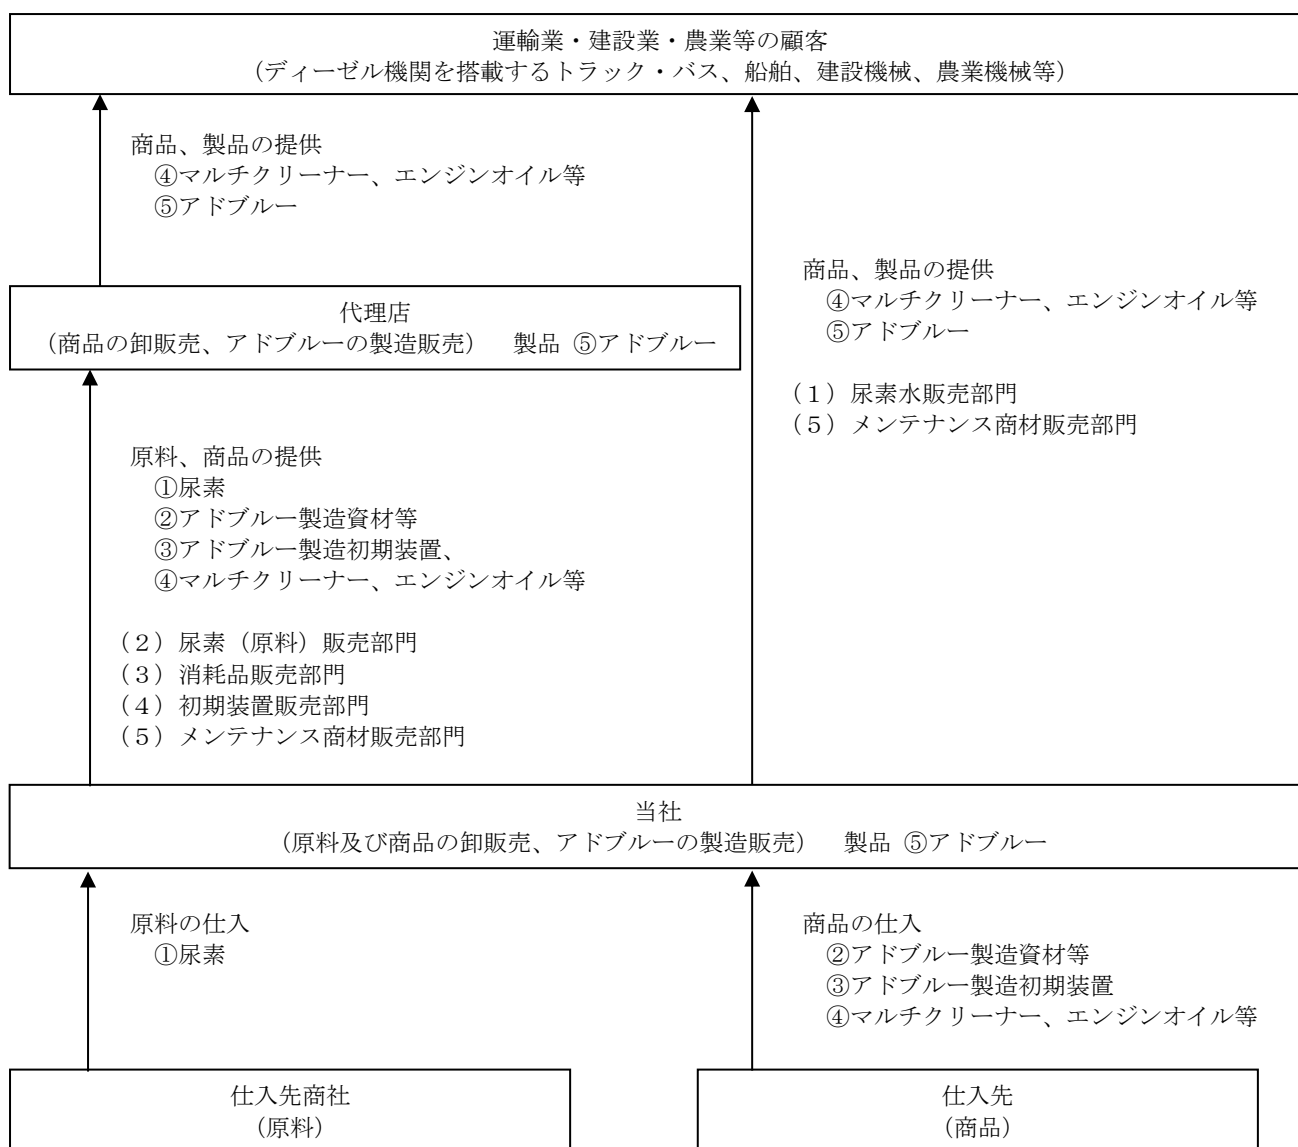 運輸業・建設業・農業等の顧客
（ディーゼル機関を搭載するトラック・バス、船舶、建設機械、農業機械等）
商品、製品の提供
④マルチクリーナー、エンジンオイル等
⑤アドブルー
商品、製品の提供
④マルチクリーナー、エンジンオイル等
⑤アドブルー
（１）尿素水販売部門
（５）メンテナンス商材販売部門
代理店
（商品の卸販売、アドブルーの製造販売）　製品 ⑤アドブルー
原料、商品の提供
①尿素
②アドブルー製造資材等
③アドブルー製造初期装置、
④マルチクリーナー、エンジンオイル等
（２）尿素（原料）販売部門
（３）消耗品販売部門
（４）初期装置販売部門
（５）メンテナンス商材販売部門
当社
（原料及び商品の卸販売、アドブルーの製造販売）　製品 ⑤アドブルー
原料の仕入
①尿素
商品の仕入
②アドブルー製造資材等
③アドブルー製造初期装置
④マルチクリーナー、エンジンオイル等
仕入先商社
（原料）
仕入先
（商品）